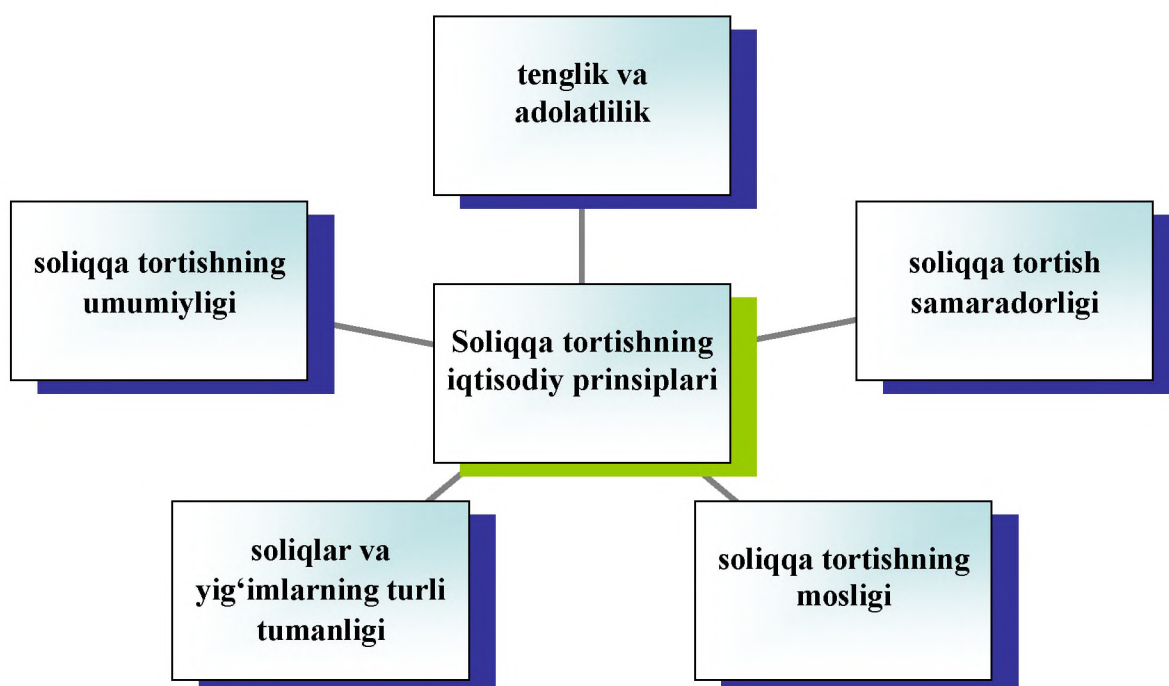 tenglik va
adolatlilik
soliqqa tortishning
umumiyligi
soliqqa tortish
samaradorligi
Soliqqa tortishning
iqtisodiy prinsiplari
soliqlar va
yig‘imlarning turli
tumanligi
soliqqa tortishning
mosligi